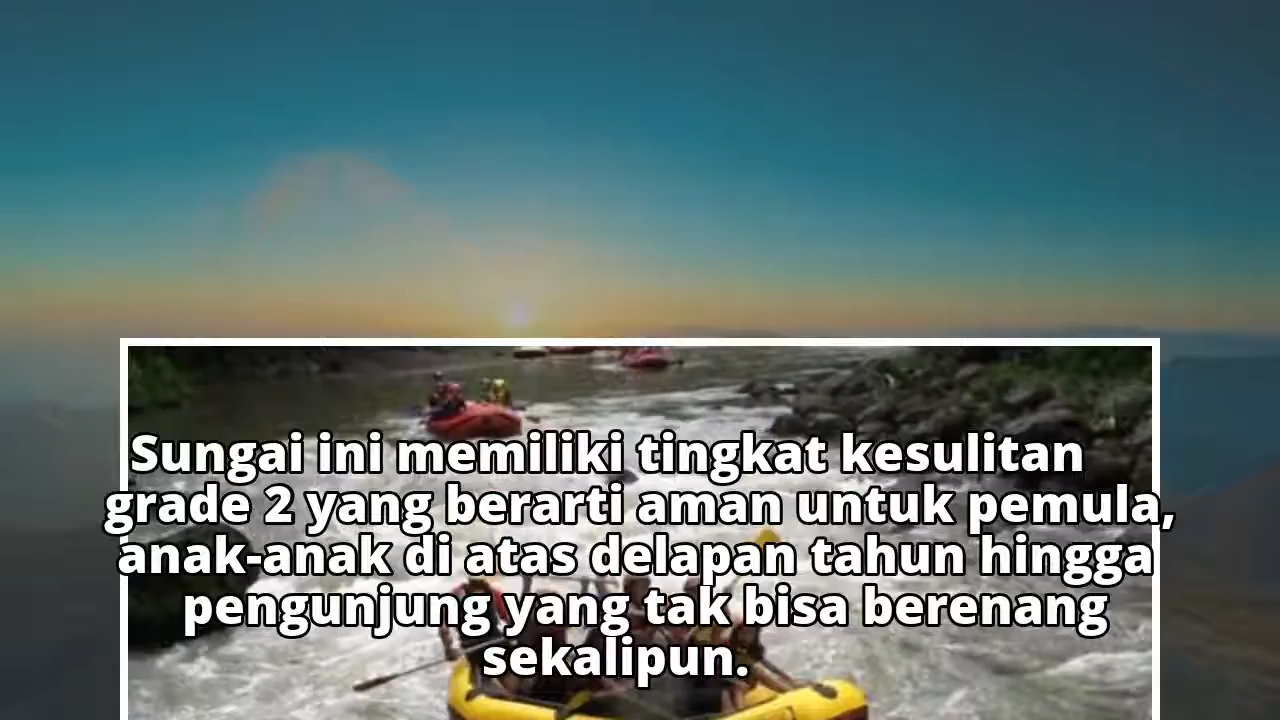 Sungai ini memiliki tingkat kesulitan
grade 2 yang berarti aman untuk pemula,
anak-anak di atas delapan tahun hingga
pengunjung yang tak bisa berenang
sekalipun.